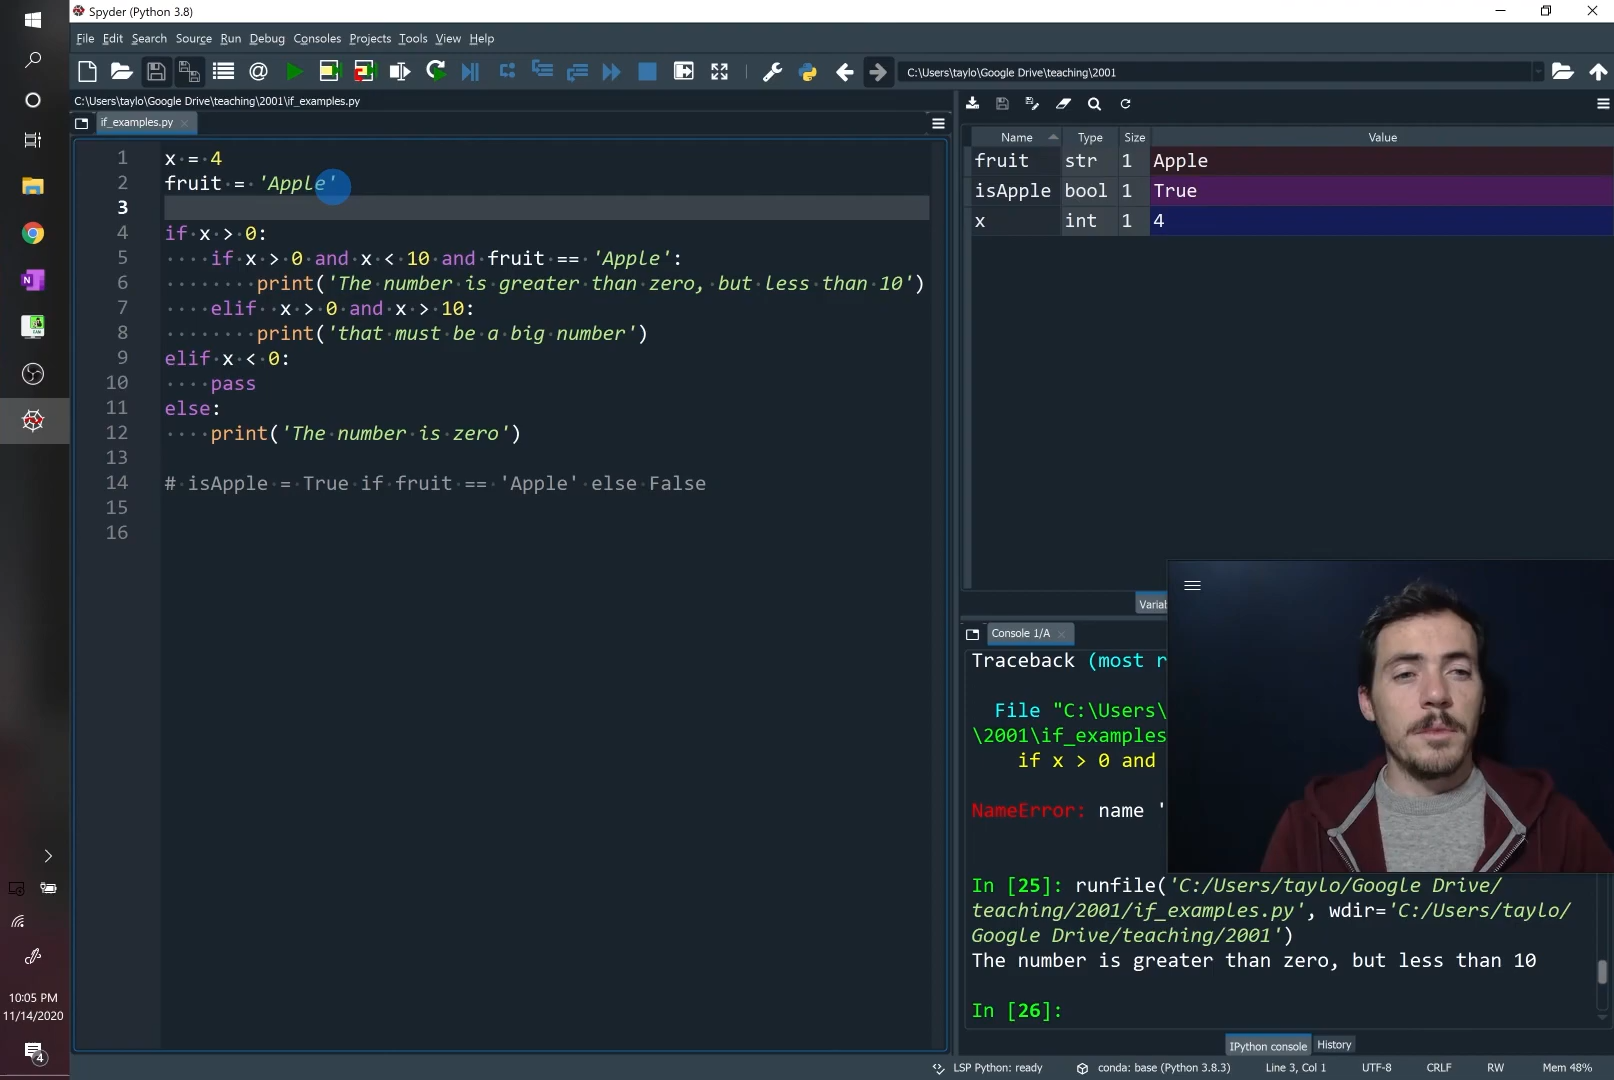 Spyder (Python 3.8)
File Edit Search Source Run Debug Consoles Projects Tools View Help
C:\Users\taylo\Google Drive\teaching\2001
C:\Users\taylo\Google Drive\teaching\2001\if_examples.py
if_examples.py
1 x = 4
2 fruit = 'Apple'
3
4 if x > 0:
5     if x > 0 and x < 10 and fruit == 'Apple':
6         print('The number is greater than zero, but less than 10')
7     elif  x > 0 and x > 10:
8         print('that must be a big number')
9 elif x < 0:
10     pass
11 else:
12     print('The number is zero')
13
14 # isApple = True if fruit == 'Apple' else False
15
16
Name Type Size Value
fruit str 1 Apple
isApple bool 1 True
x int 1 4
Variab
Console 1/A
Traceback (most r
File "C:\Users\
\2001\if_examples
if x > 0 and
NameError: name '
In [25]: runfile('C:/Users/taylo/Google Drive/
teaching/2001/if_examples.py', wdir='C:/Users/taylo/
Google Drive/teaching/2001')
The number is greater than zero, but less than 10
In [26]:
IPython console History
LSP Python: ready conda: base (Python 3.8.3) Line 3, Col 1 UTF-8 CRLF RW Mem 48%
10:05 PM
11/14/2020
4